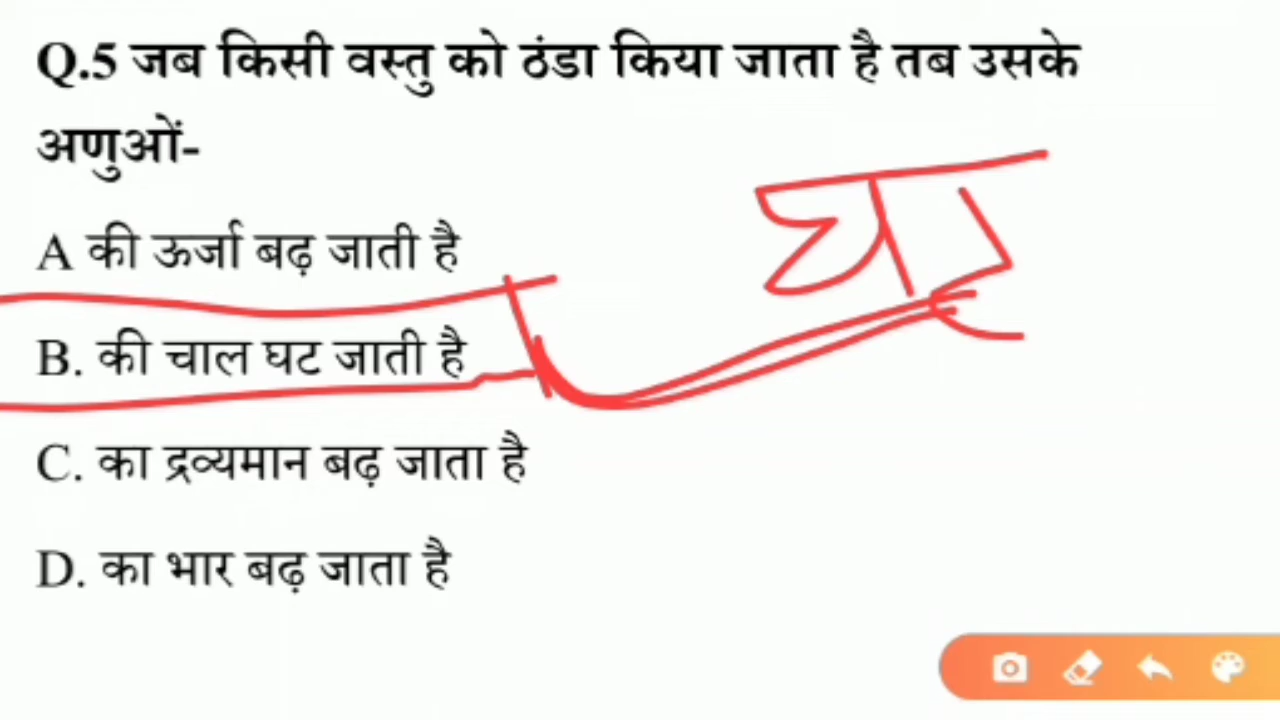 Q.5 जब किसी वस्तु को ठंडा किया जाता है तब उसके
अणुओं-
A की ऊर्जा बढ़ जाती है
B. की चाल घट जाती है
C. का द्रव्यमान बढ़ जाता है
D. का भार बढ़ जाता है